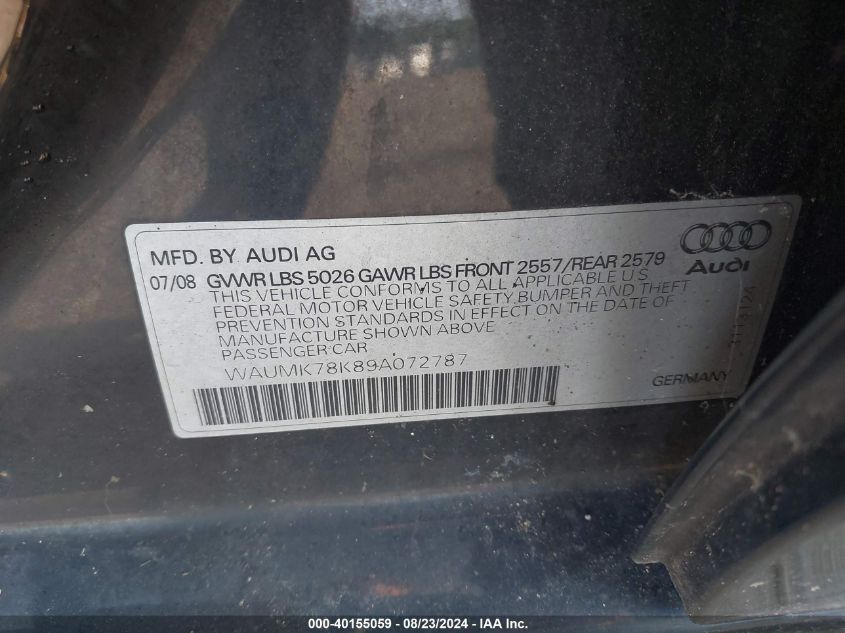 MFD. BY AUDI AG
07/08 GVWR LBS 5026 GAWR LBS FRONT 2557/REAR 2579
THIS VEHICLE CONFORMS TO ALL APPLICABLE U.S.
FEDERAL MOTOR VEHICLE SAFETY, BUMPER AND THEFT
PREVENTION STANDARDS IN EFFECT ON THE DATE OF
MANUFACTURE SHOWN ABOVE
PASSENGER CAR
WAUMK78K89A072787
Audi
GERMANY
000-40155059 - 08/23/2024 - IAA Inc.